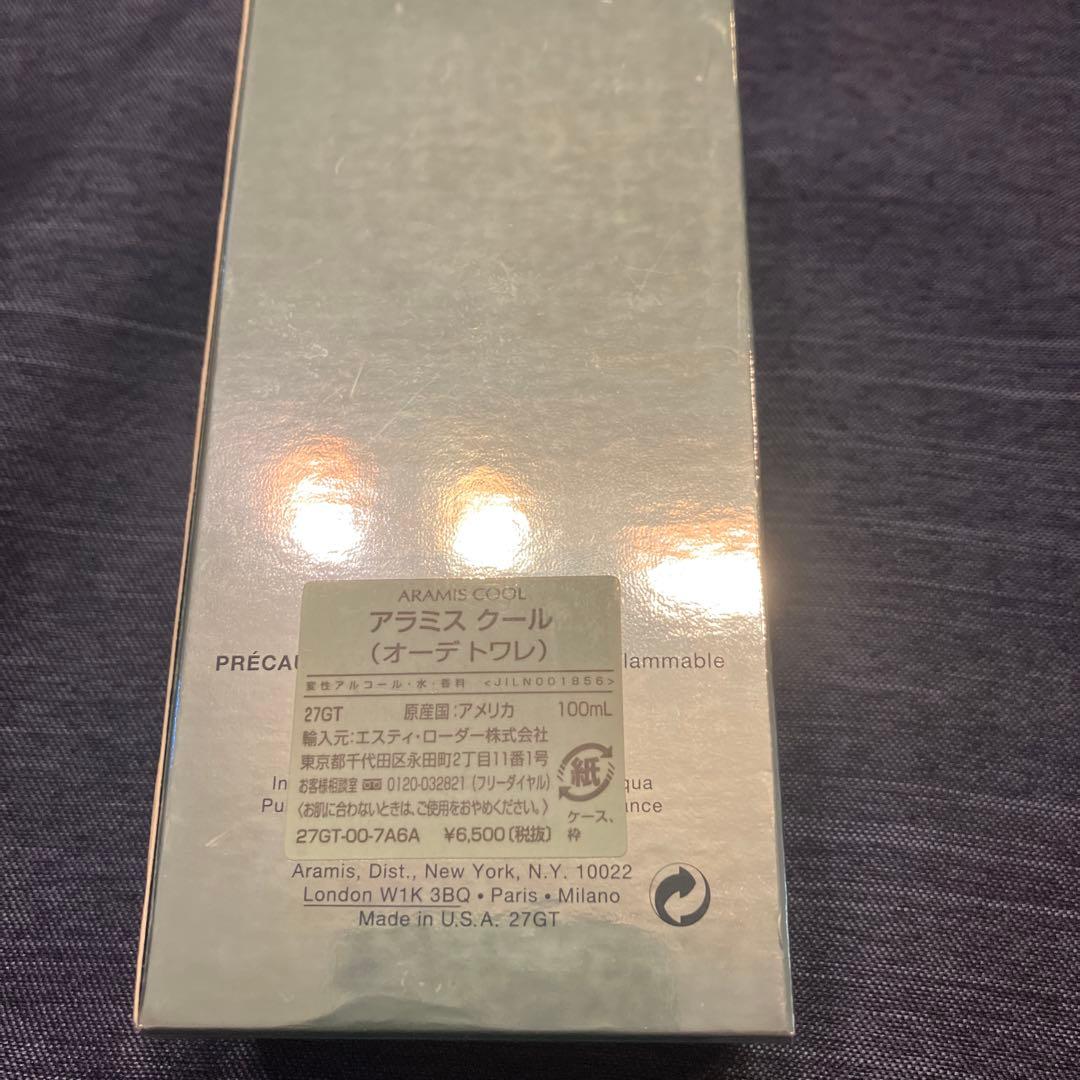 ARAMIS COOL
アラミス クール
(オーデ トワレ)
PRÉCAU lammable
変性アルコール・水・香料 <JILN001856>
27GT 原産国:アメリカ 100mL
輸入元:エスティ・ローダー株式会社
東京都千代田区永田町2丁目11番1号
お客様相談室 0120-032821 (フリーダイヤル)
〈お肌に合わないときは、ご使用をおやめください。〉
27GT-00-7A6A ¥6,500〔税抜〕
紙
ケース、
枠
In qua
Pu ance
Aramis, Dist., New York, N.Y. 10022
London W1K 3BQ • Paris • Milano
Made in U.S.A. 27GT